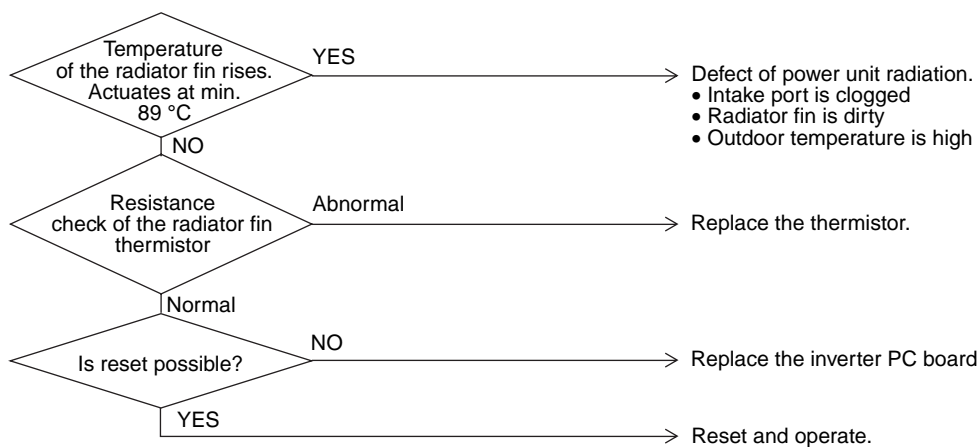 Temperature
of the radiator fin rises.
Actuates at min.
89 °C
YES
Defect of power unit radiation.
• Intake port is clogged
• Radiator fin is dirty
• Outdoor temperature is high
NO
Resistance
check of the radiator fin
thermistor
Abnormal
Replace the thermistor.
Normal
Is reset possible?
NO
Replace the inverter PC board
YES
Reset and operate.